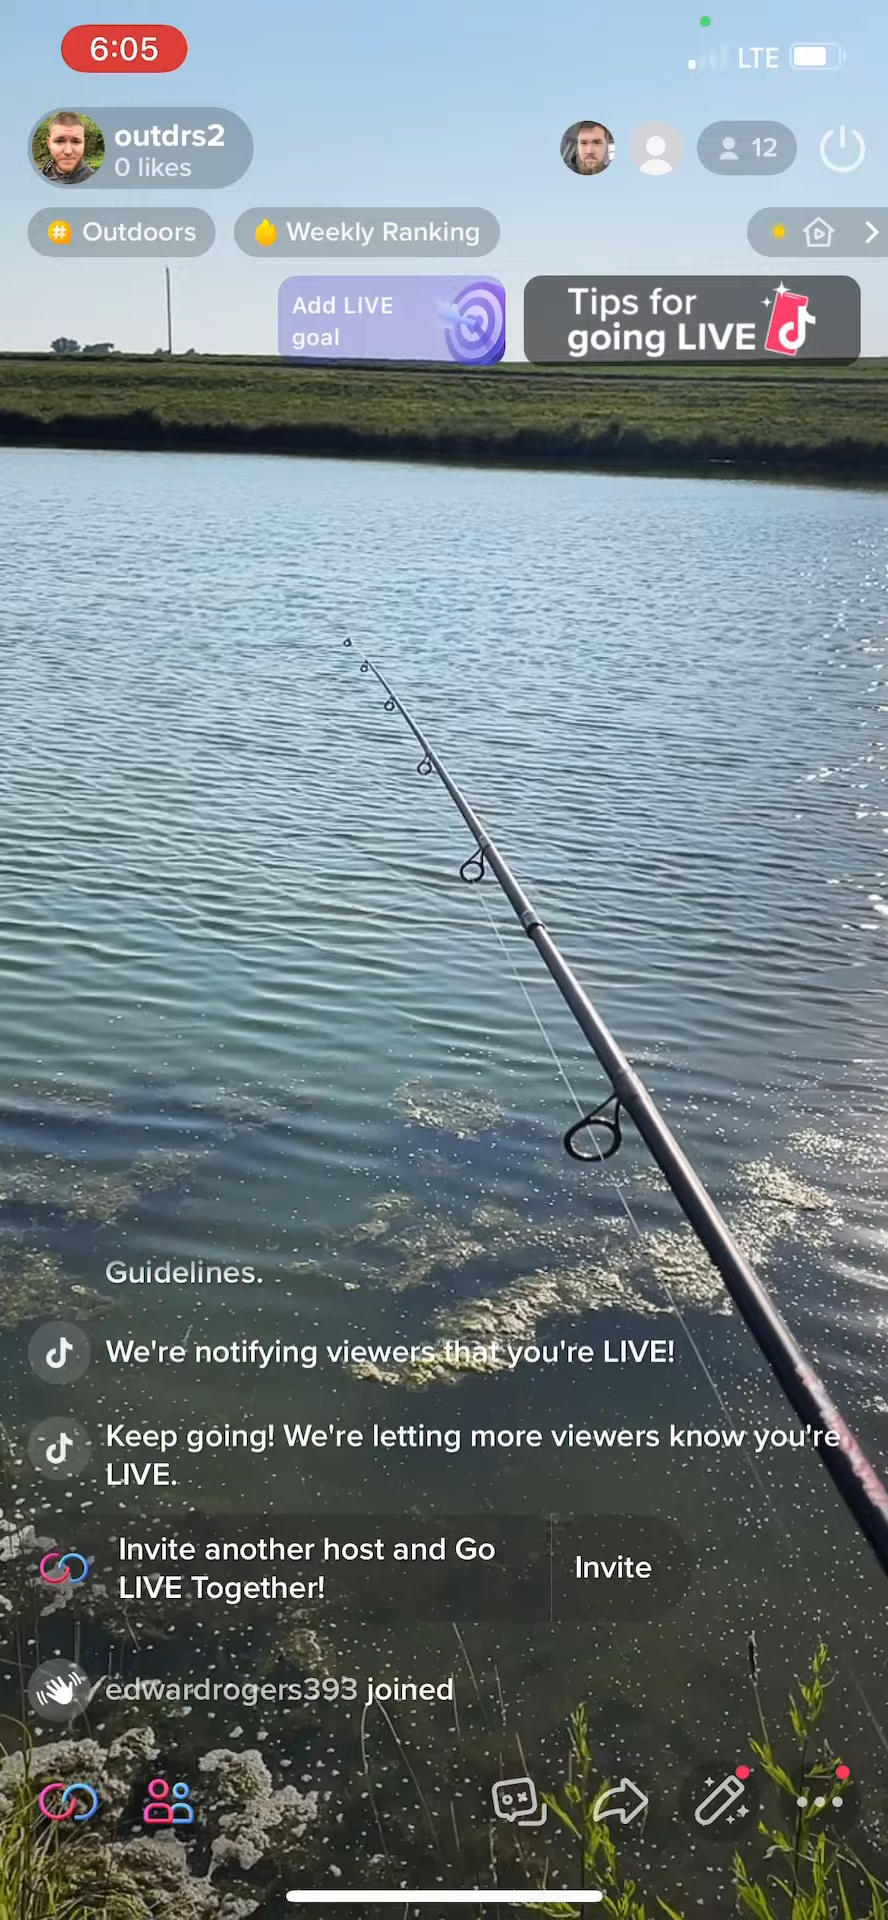 6:05
LTE
outdrs2
0 likes
12
Outdoors
Weekly Ranking
Add LIVE
goal
Tips for
going LIVE
Guidelines.
We're notifying viewers that you're LIVE!
Keep going! We're letting more viewers know you're
LIVE.
Invite another host and Go
LIVE Together!
Invite
edwardrogers393 joined